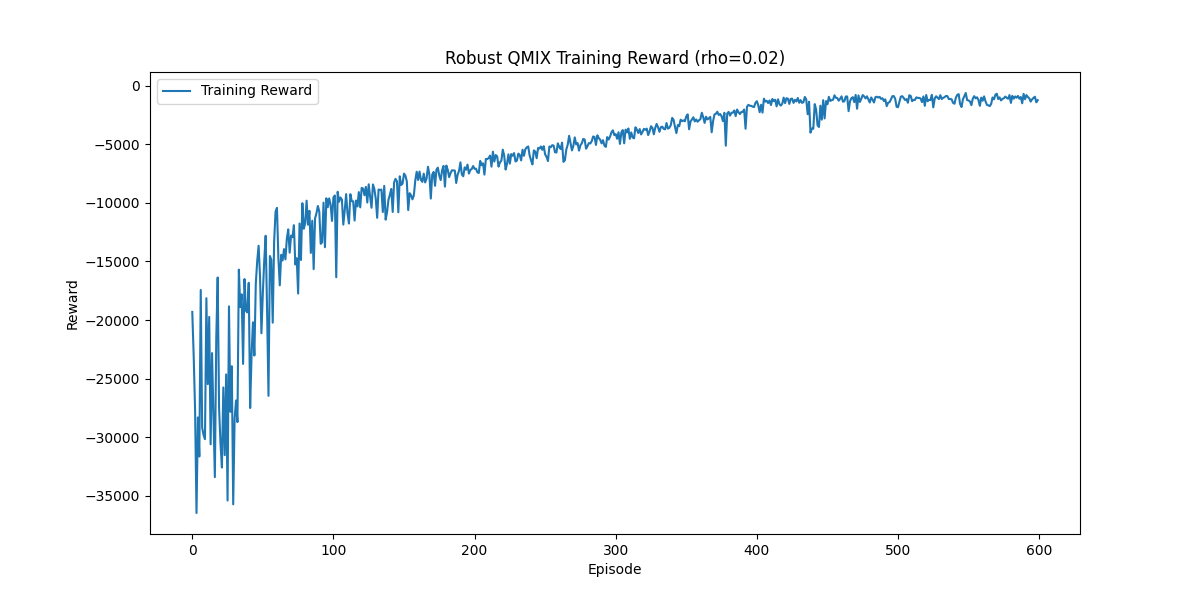 Robust QMIX Training Reward (rho=0.02)
Training Reward
0
−5000
−10000
−15000
−20000
−25000
−30000
−35000
Reward
0 100 200 300 400 500 600
Episode